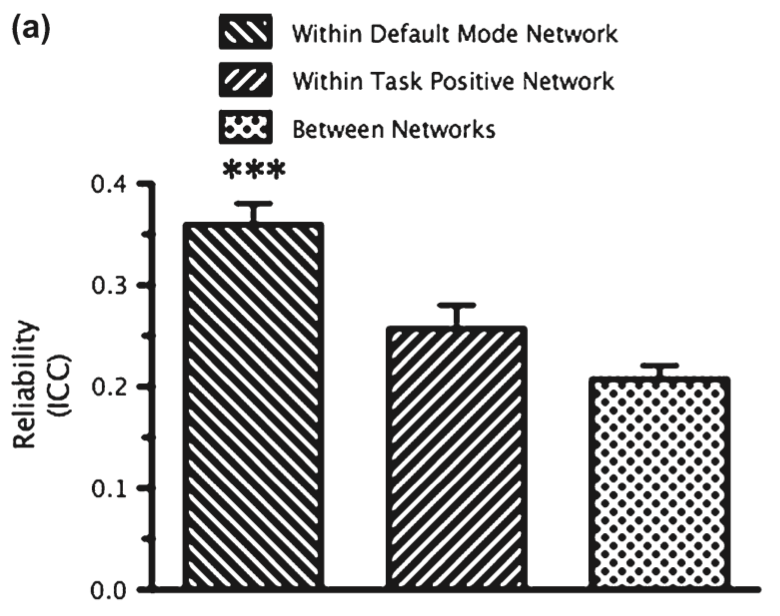 (a)
Within Default Mode Network
Within Task Positive Network
Between Networks
***
0.4
0.3
0.2
0.1
0.0
Reliability
(ICC)